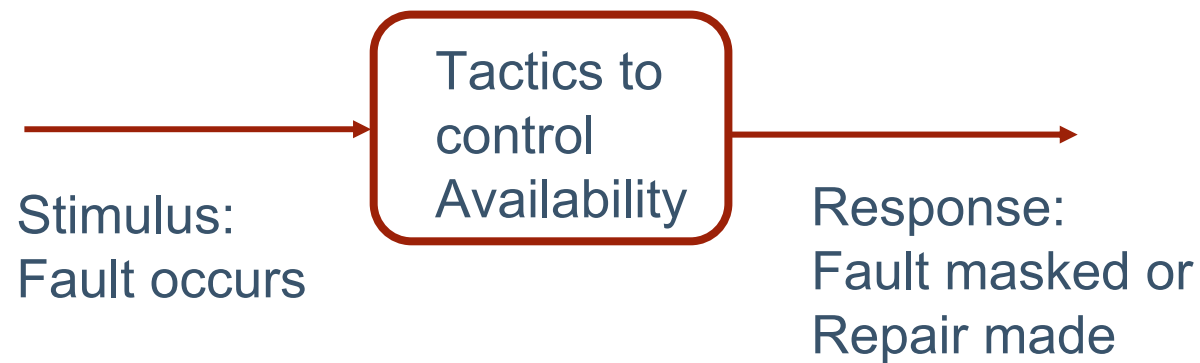 Tactics to
control
Availability
Stimulus:
Fault occurs
Response:
Fault masked or
Repair made